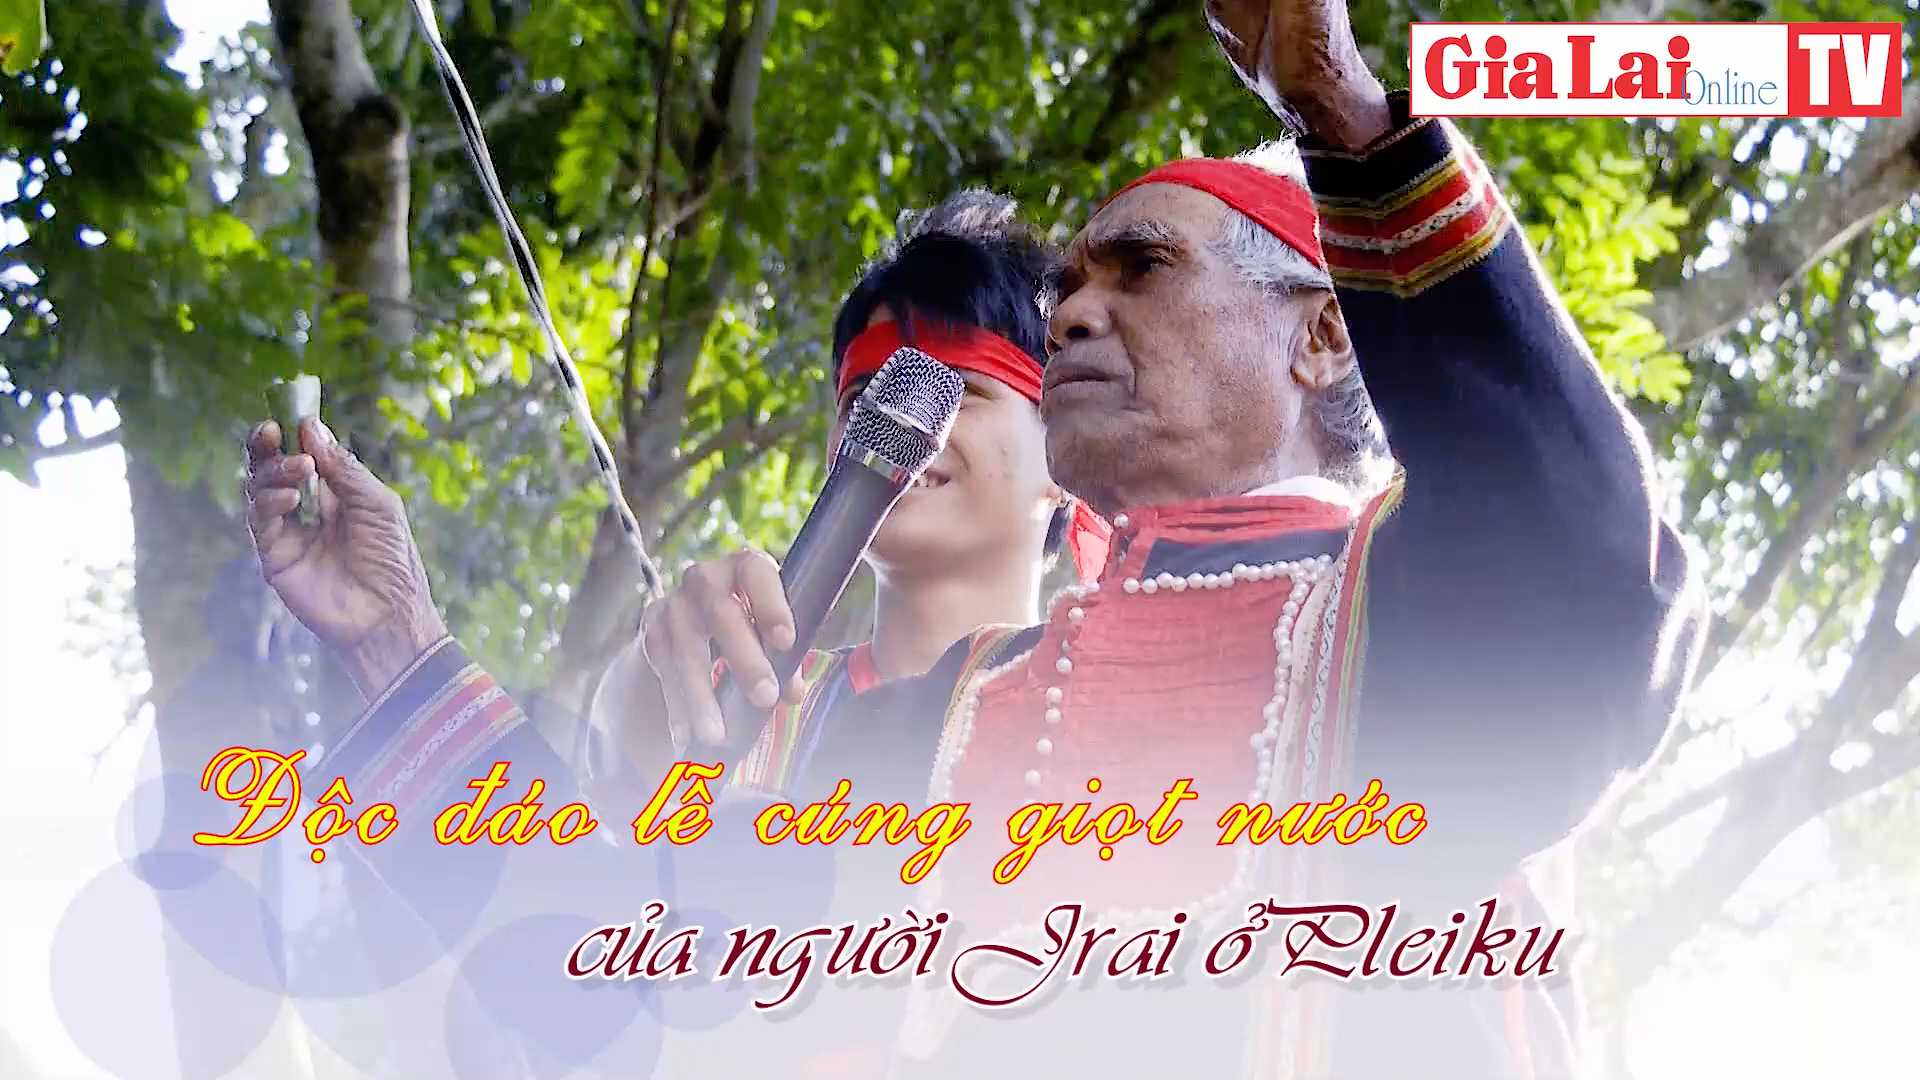 Gia Lai Online TV
Độc đáo lễ cúng giọt nước
của người Jrai ở Pleiku